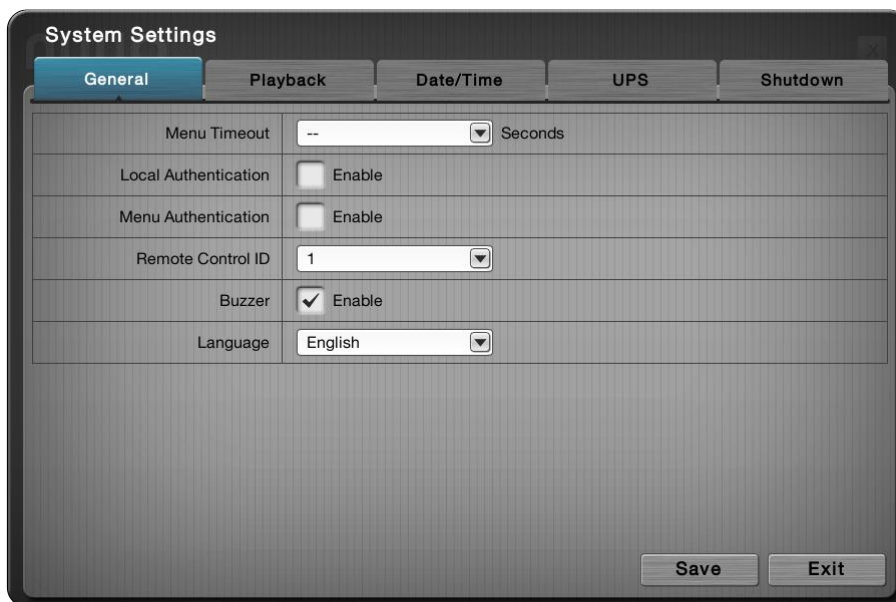 System Settings
General Playback Date/Time UPS Shutdown
Menu Timeout -- Seconds
Local Authentication Enable
Menu Authentication Enable
Remote Control ID 1
Buzzer Enable
Language English
Save Exit